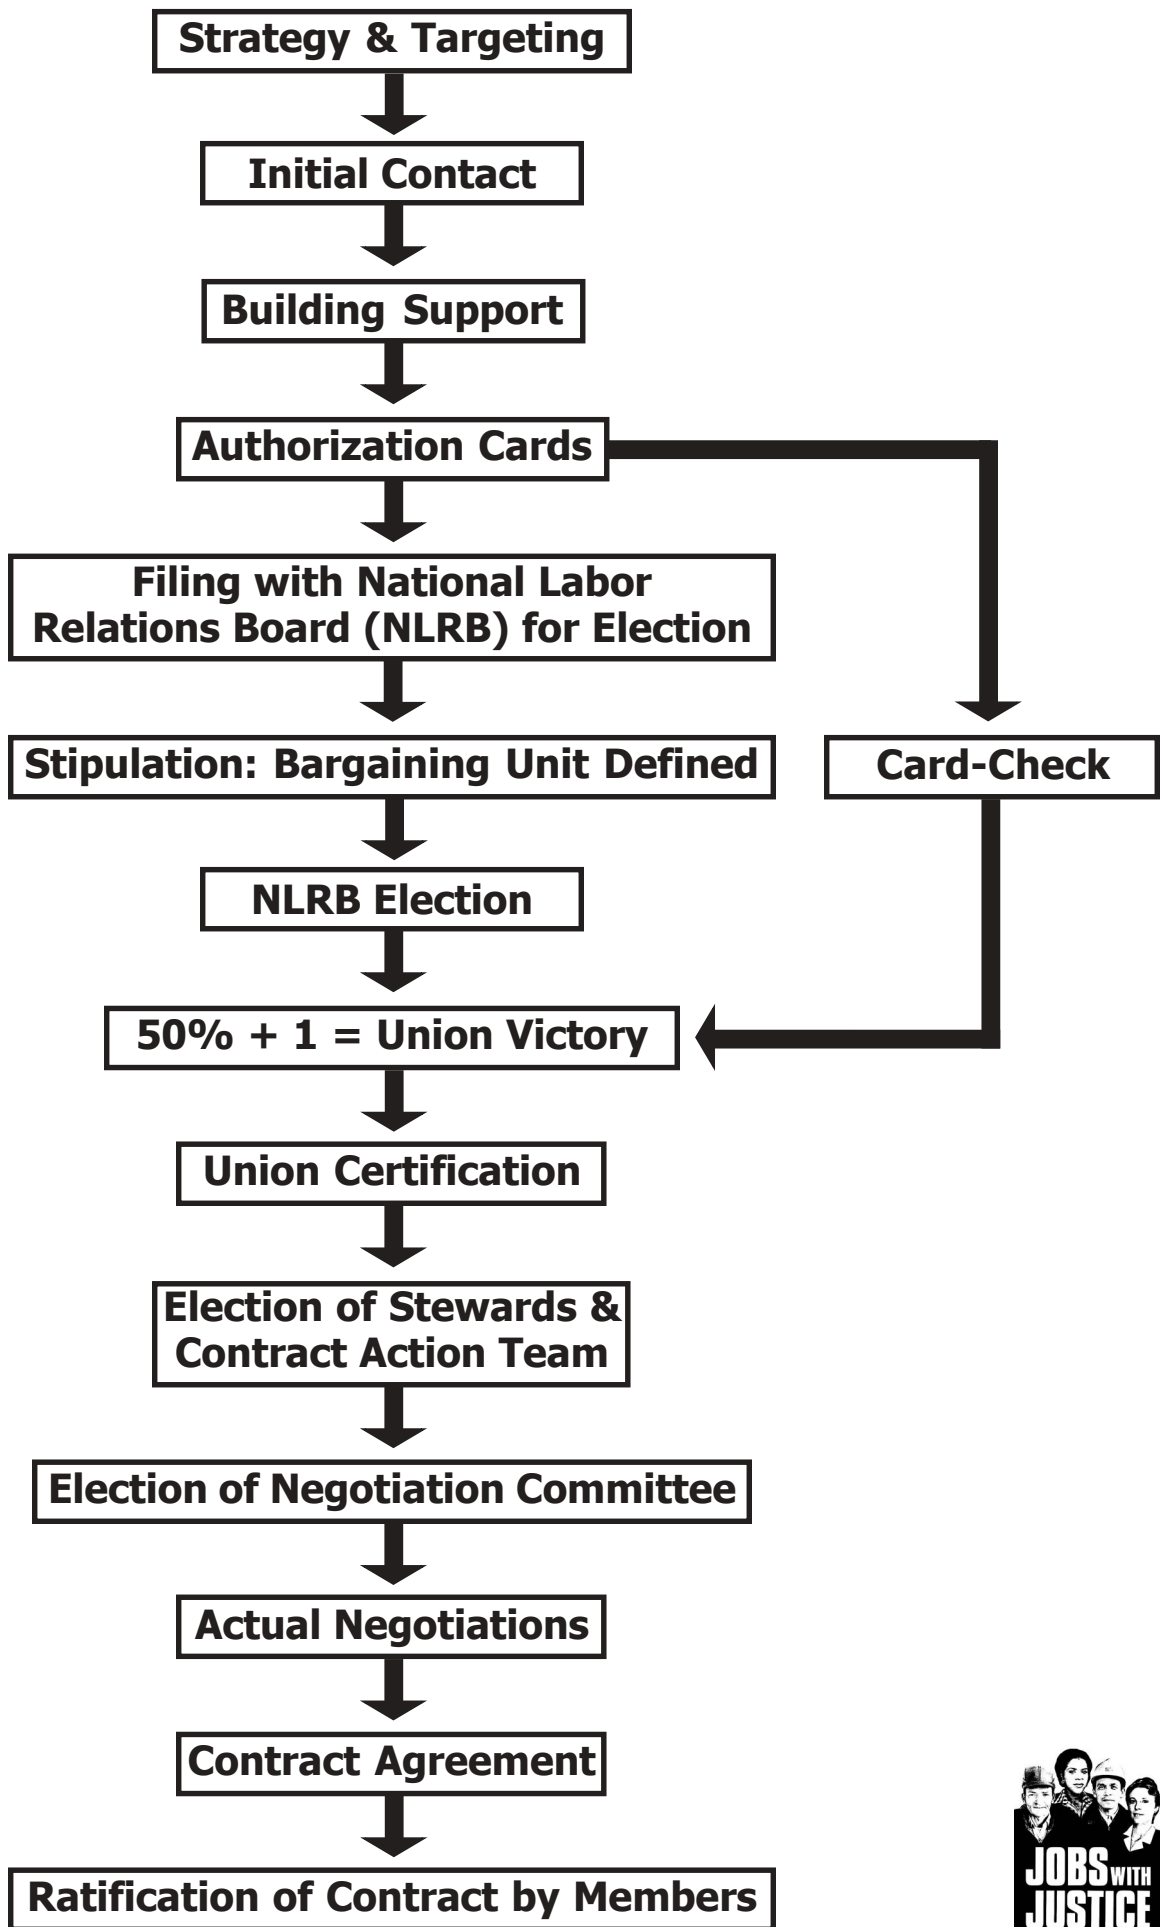 Strategy & Targeting
Initial Contact
Building Support
Authorization Cards
Filing with National Labor
Relations Board (NLRB) for Election
Stipulation: Bargaining Unit Defined
Card-Check
NLRB Election
50% + 1 = Union Victory
Union Certification
Election of Stewards &
Contract Action Team
Election of Negotiation Committee
Actual Negotiations
Contract Agreement
Ratification of Contract by Members
JOBS WITH
JUSTICE